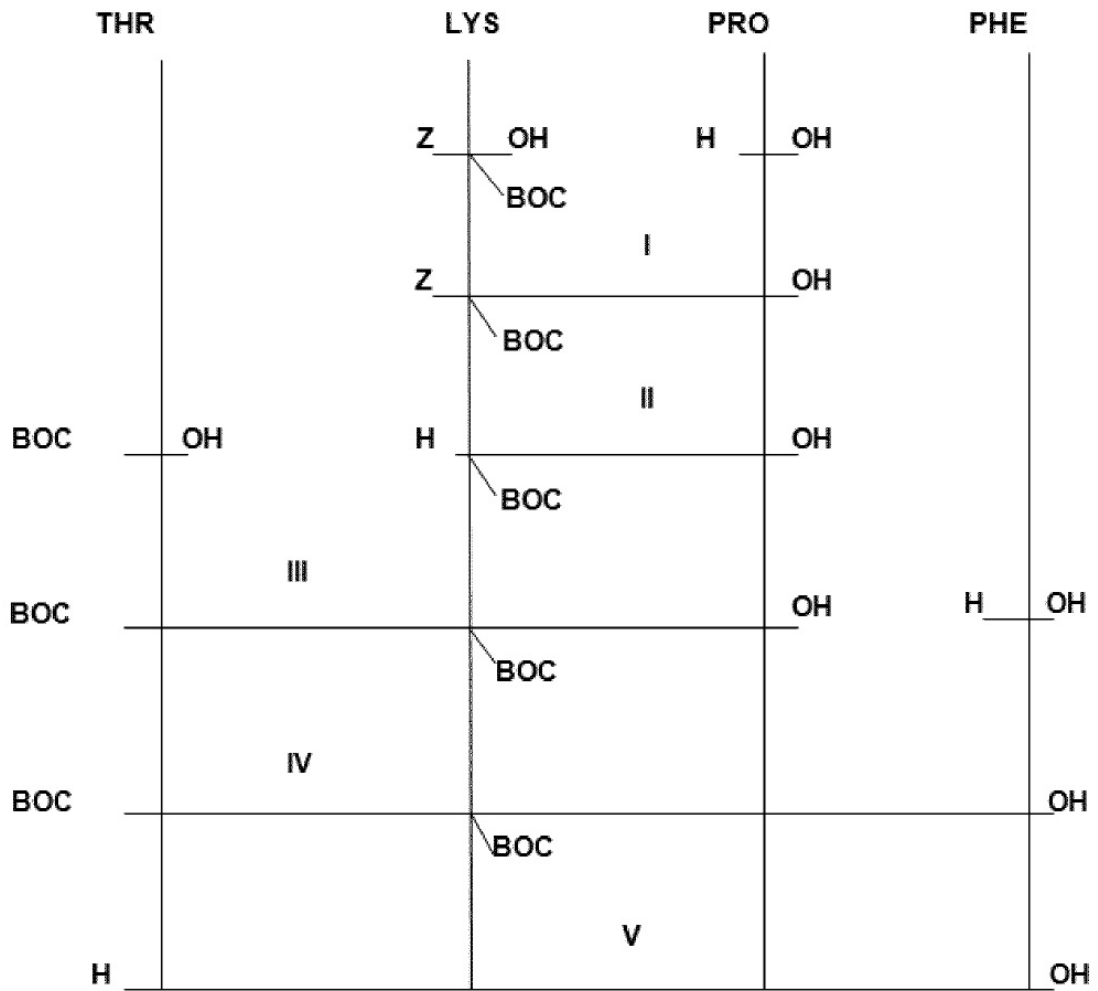 THR LYS PRO PHE
Z OH H OH
BOC
I
Z OH
BOC
II
BOC OH H OH
BOC
III
BOC OH H OH
BOC
IV
BOC OH
BOC
V
H OH